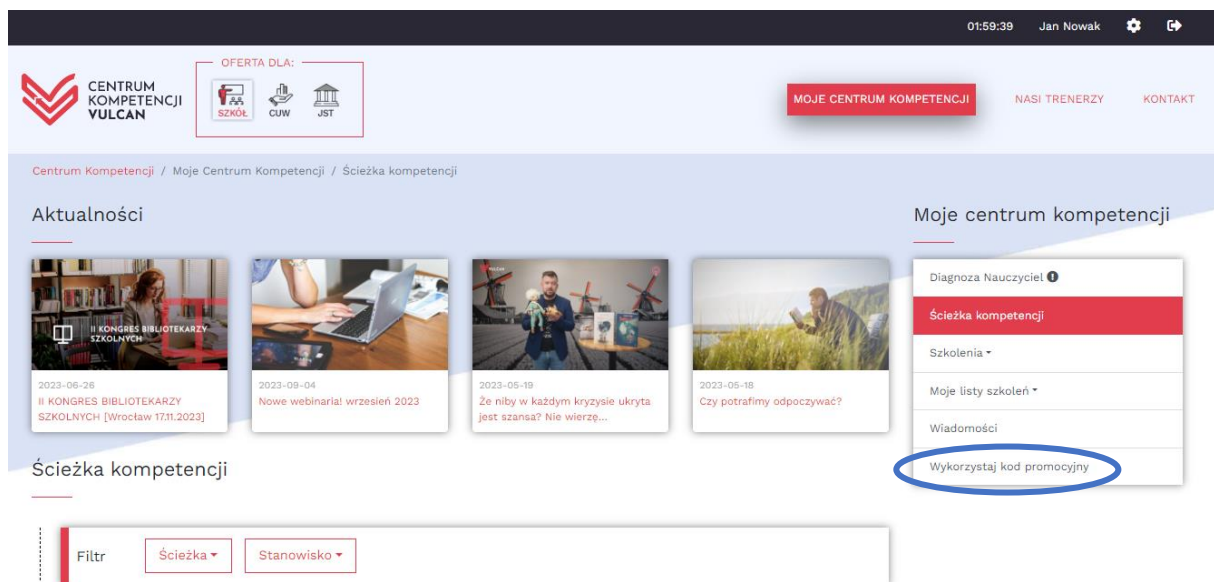 01:59:39 Jan Nowak
OFERTA DLA:
CENTRUM
KOMPETENCJI
VULCAN
SZKÓŁ CUW JST
MOJE CENTRUM KOMPETENCJI NASI TRENERZY KONTAKT
Centrum Kompetencji / Moje Centrum Kompetencji / Ścieżka kompetencji
Aktualności
II KONGRES BIBLIOTEKARZY
SZKOLNYCH
VULCAN
2023-06-26
II KONGRES BIBLIOTEKARZY
SZKOLNYCH [Wrocław 17.11.2023]
2023-09-04
Nowe webinaria! wrzesień 2023
2023-05-19
Że niby w każdym kryzysie ukryta
jest szansa? Nie wierzę...
2023-05-18
Czy potrafimy odpoczywać?
Moje centrum kompetencji
Diagnoza Nauczyciel
Ścieżka kompetencji
Szkolenia
Moje listy szkoleń
Wiadomości
Wykorzystaj kod promocyjny
Ścieżka kompetencji
Filtr Ścieżka Stanowisko